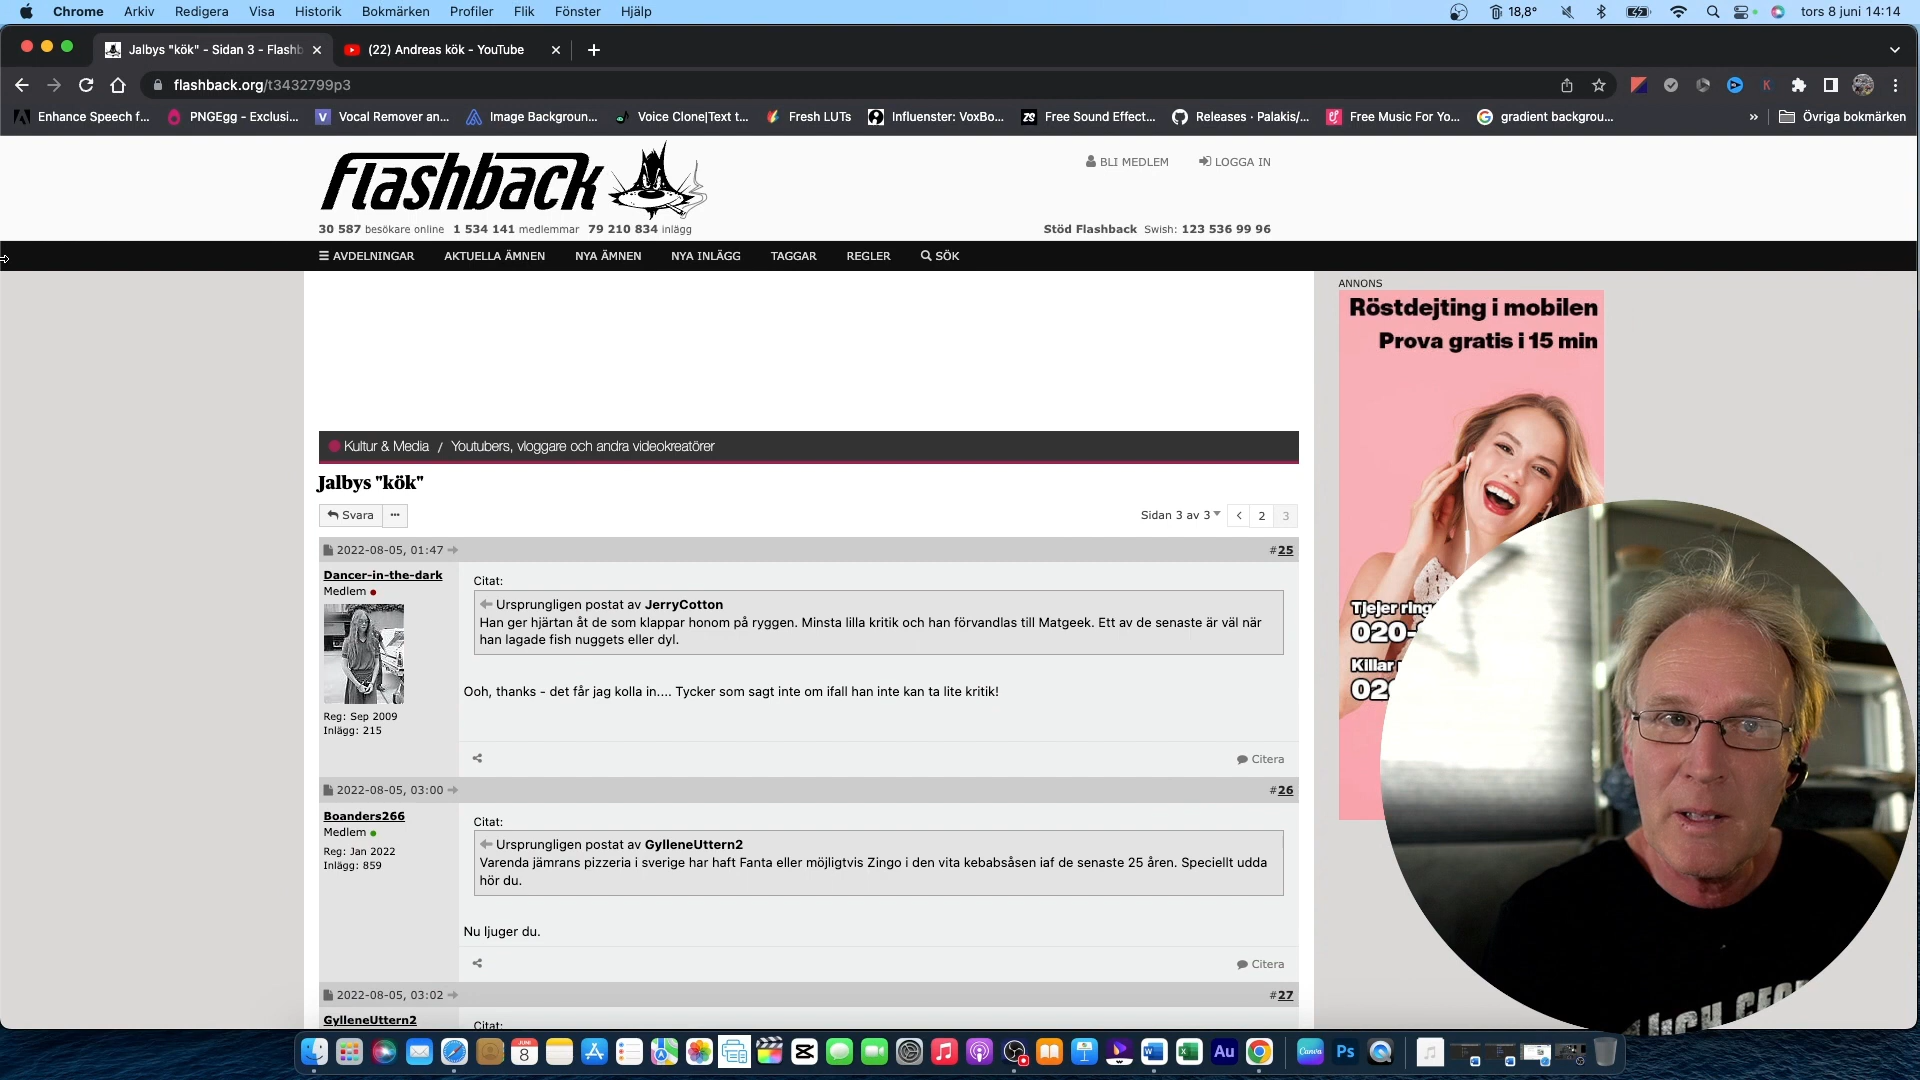 Chrome Arkiv Redigera Visa Historik Bokmärken Profiler Flik Fönster Hjälp 18,8° tors 8 juni 14:14
Jalbys "kök" - Sidan 3 - Flashb (22) Andreas kök - YouTube
flashback.org/t3432799p3
Enhance Speech f... PNGEgg - Exclusi... Vocal Remover an... Image Backgroun... Voice Clone|Text t... Fresh LUTs Influenster: VoxBo... Free Sound Effect... Releases · Palakis/... Free Music For Yo... gradient backgrou... » Övriga bokmärken
flashback
BLI MEDLEM LOGGA IN
30 587 besökare online 1 534 141 medlemmar 79 210 834 inlägg
Stöd Flashback Swish: 123 536 99 96
AVDELNINGAR AKTUELLA ÄMNEN NYA ÄMNEN NYA INLÄGG TAGGAR REGLER SÖK
ANNONS
Röstdejting i mobilen
Prova gratis i 15 min
Kultur & Media / Youtubers, vloggare och andra videokreatörer
Jalbys "kök"
Svara ...
Sidan 3 av 3 2 3
2022-08-05, 01:47 #25
Dancer-in-the-dark
Medlem
Reg: Sep 2009
Inlägg: 215
Citat:
Ursprungligen postat av JerryCotton
Han ger hjärtan åt de som klappar honom på ryggen. Minsta lilla kritik och han förvandlas till Matgeek. Ett av de senaste är väl när
han lagade fish nuggets eller dyl.
Ooh, thanks - det får jag kolla in.... Tycker som sagt inte om ifall han inte kan ta lite kritik!
Citera
Tjejer
020-
Killar
2022-08-05, 03:00 #26
Boanders266
Medlem
Reg: Jan 2022
Inlägg: 859
Citat:
Ursprungligen postat av GylleneUttern2
Varenda jämrans pizzeria i sverige har haft Fanta eller möjligtvis Zingo i den vita kebabsåsen iaf de senaste 25 åren. Speciellt udda
hör du.
Nu ljuger du.
Citera
2022-08-05, 03:02 #27
GylleneUttern2
Citat:
JUNI
8
Au
Canva
Ps